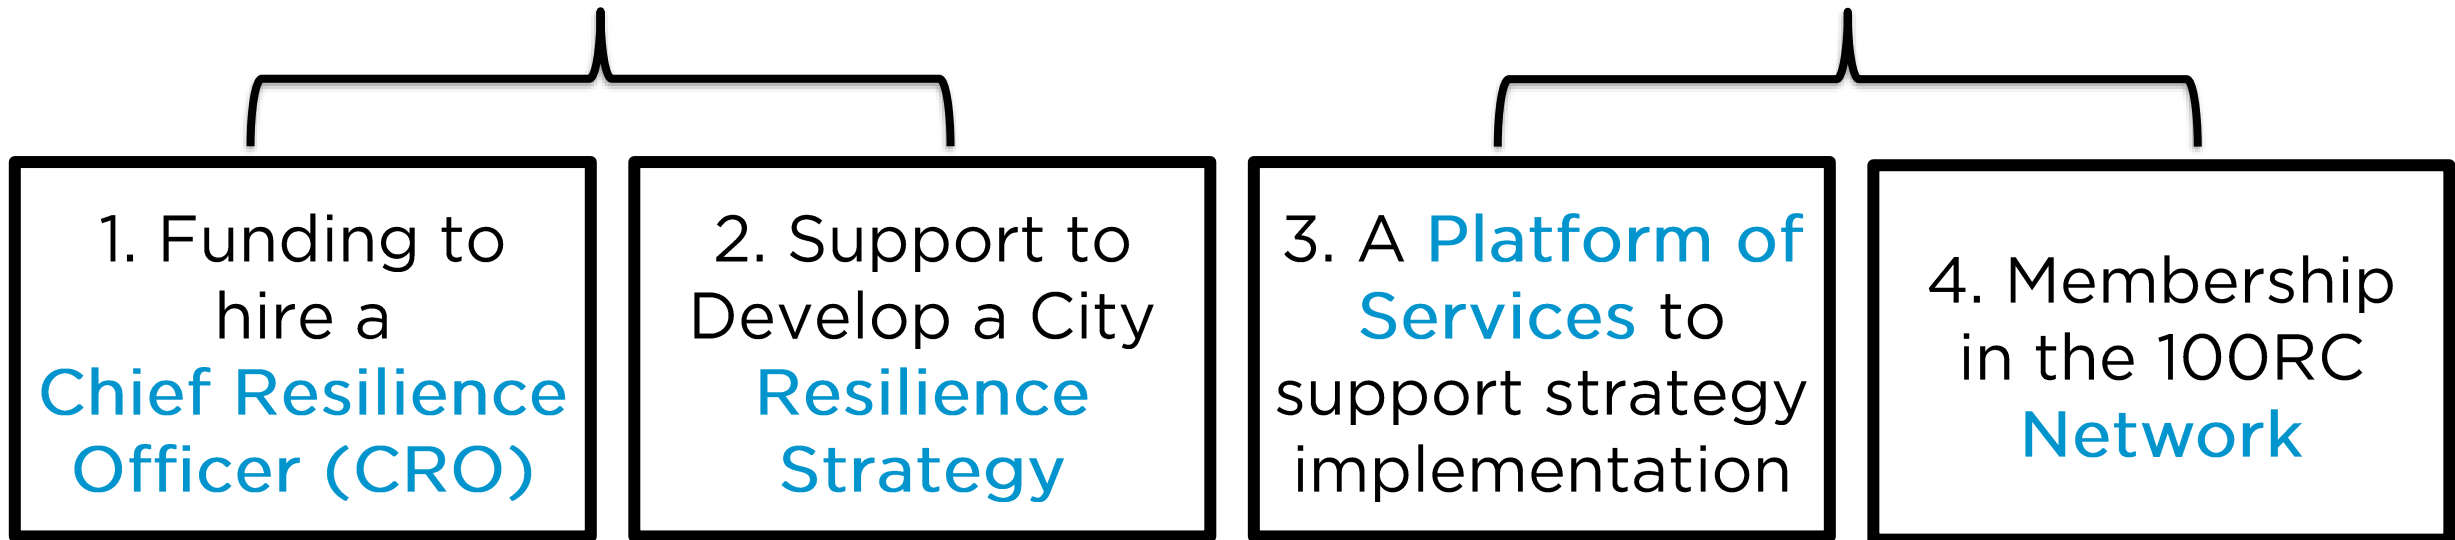 1. Funding to
hire a
Chief Resilience
Officer (CRO)
2. Support to
Develop a City
Resilience
Strategy
3. A Platform of
Services to
support strategy
implementation
4. Membership
in the 100RC
Network